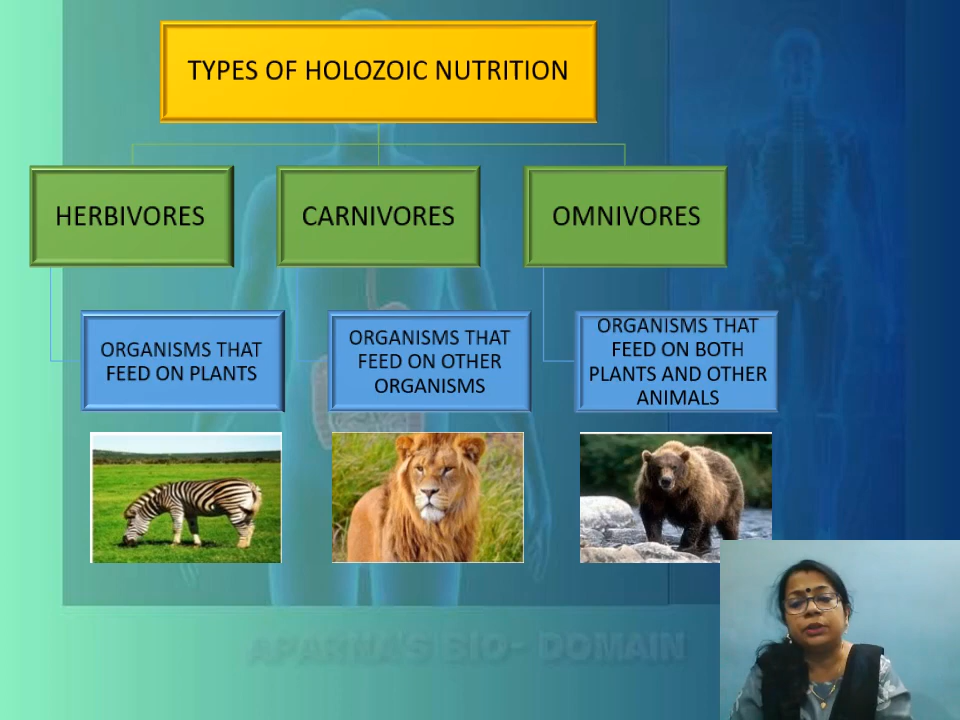 TYPES OF HOLOZOIC NUTRITION
HERBIVORES
CARNIVORES
OMNIVORES
ORGANISMS THAT
FEED ON PLANTS
ORGANISMS THAT
FEED ON OTHER
ORGANISMS
ORGANISMS THAT
FEED ON BOTH
PLANTS AND OTHER
ANIMALS
APARNA'S BIO- DOMAIN